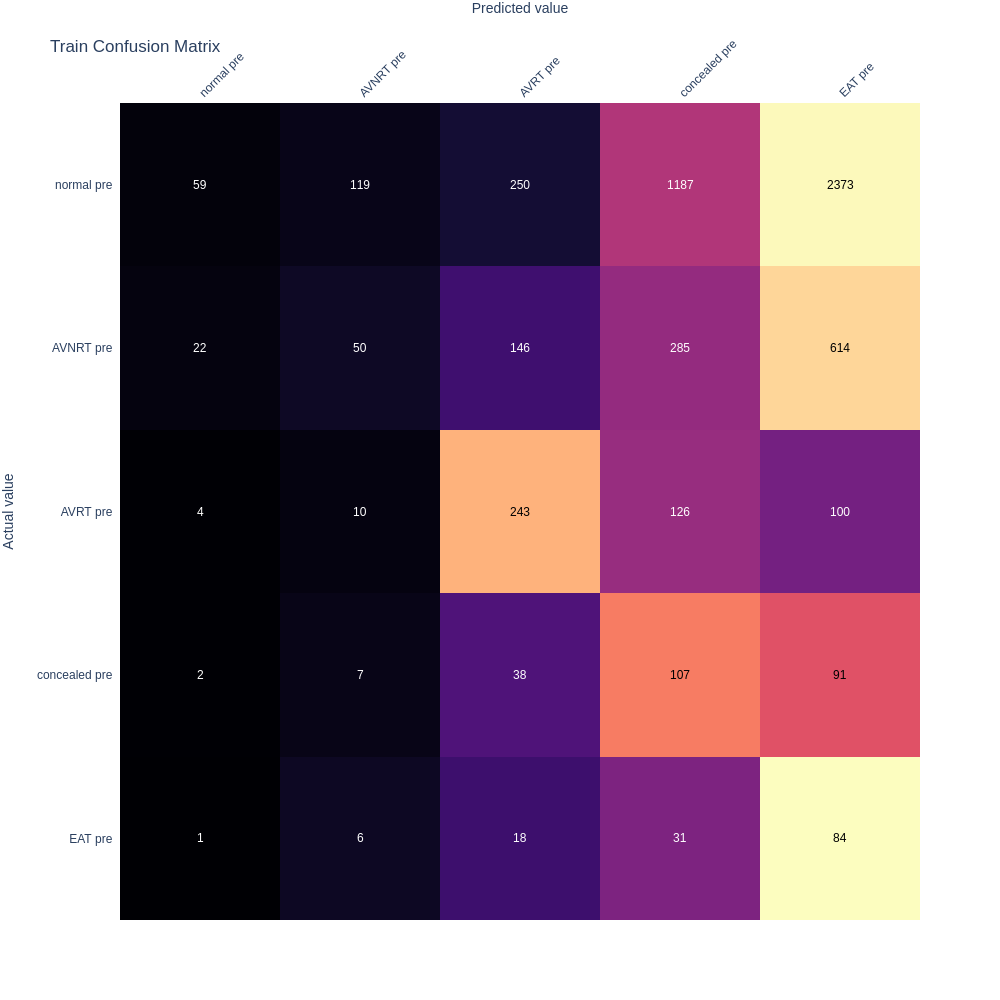 Predicted value
Train Confusion Matrix
normal pre
AVNRT pre
AVRT pre
concealed pre
EAT pre
normal pre 59 119 250 1187 2373
AVNRT pre 22 50 146 285 614
AVRT pre 4 10 243 126 100
concealed pre 2 7 38 107 91
EAT pre 1 6 18 31 84
Actual value